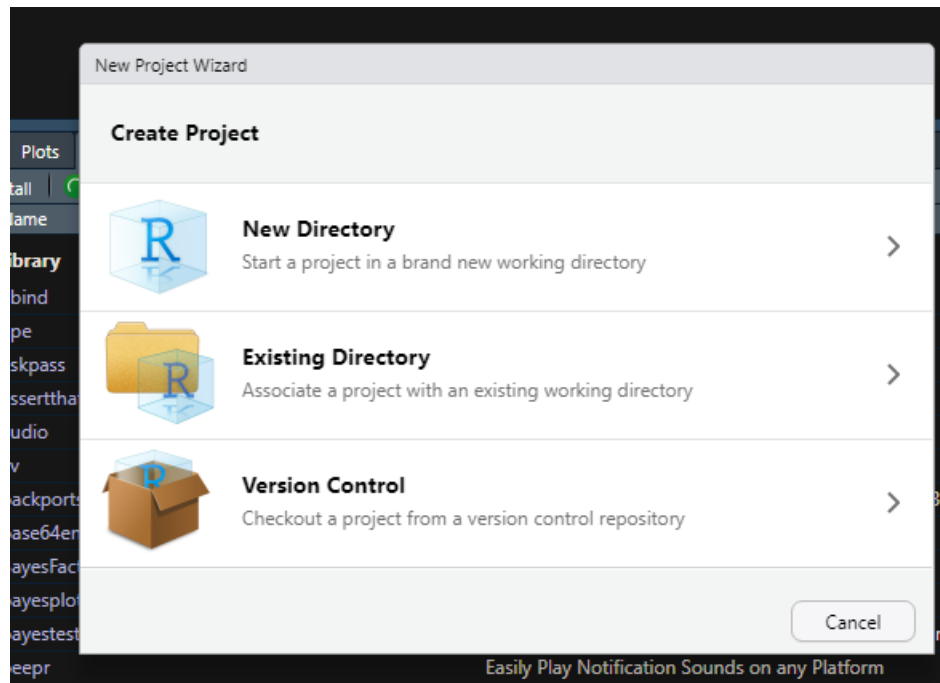 New Project Wizard
Create Project
Plots
Library
R
New Directory
Start a project in a brand new working directory
R
Existing Directory
Associate a project with an existing working directory
R
Version Control
Checkout a project from a version control repository
Cancel
Easily Play Notification Sounds on any Platform